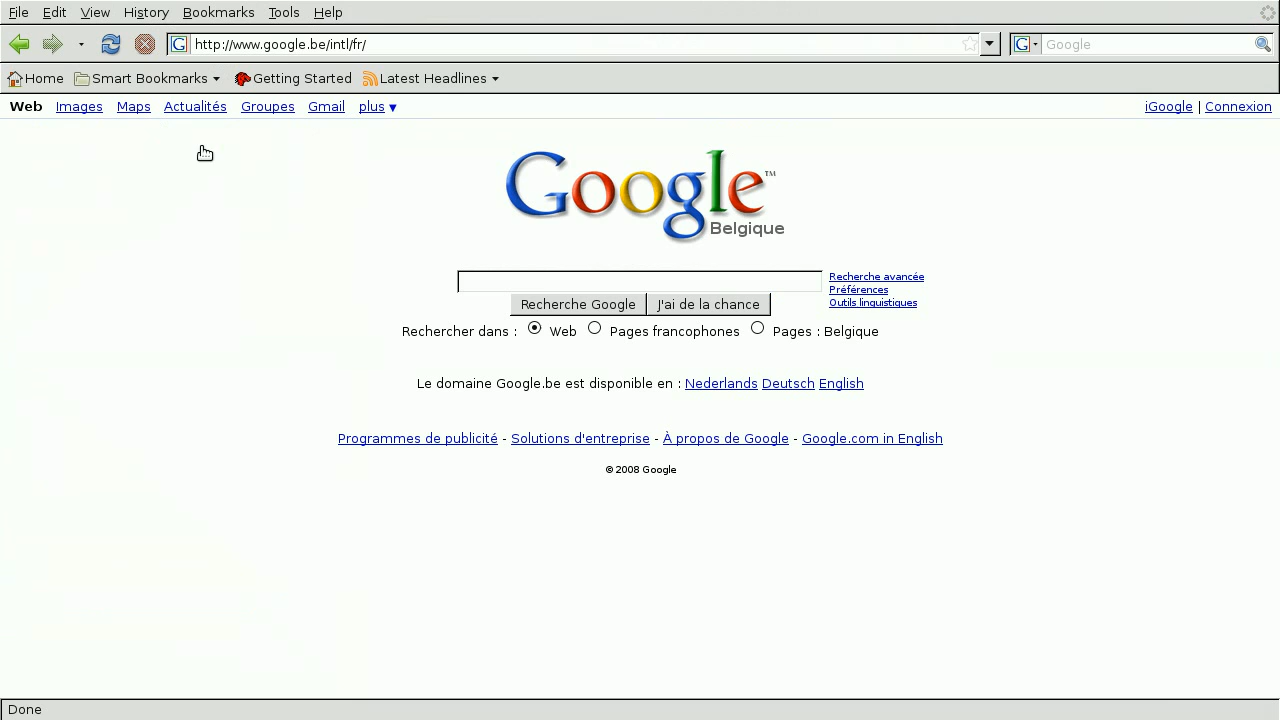 File Edit View History Bookmarks Tools Help
http://www.google.be/intl/fr/ Google
Home Smart Bookmarks Getting Started Latest Headlines
Web Images Maps Actualités Groupes Gmail plus ▼ iGoogle | Connexion
Google™
Belgique
Recherche avancée
Préférences
Outils linguistiques
Recherche Google J'ai de la chance
Rechercher dans : Web Pages francophones Pages : Belgique
Le domaine Google.be est disponible en : Nederlands Deutsch English
Programmes de publicité - Solutions d'entreprise - À propos de Google - Google.com in English
© 2008 Google
Done